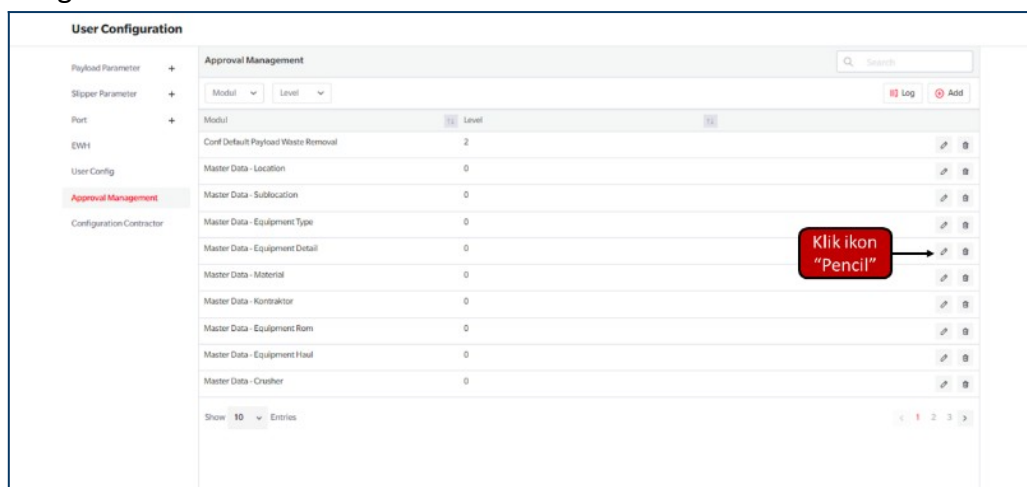 User Configuration
Payload Parameter +
Slipper Parameter +
Port +
EWH
User Config
Approval Management
Configuration Contractor
Approval Management
Search
Modul Level
Log Add
Modul Level
Conf Default Payload Waste Removal 2
Master Data - Location 0
Master Data - Sublocation 0
Master Data - Equipment Type 0
Master Data - Equipment Detail 0
Klik ikon
"Pencil"
Master Data - Material 0
Master Data - Kontraktor 0
Master Data - Equipment Rom 0
Master Data - Equipment Haul 0
Master Data - Crusher 0
Show 10 Entries
< 1 2 3 >